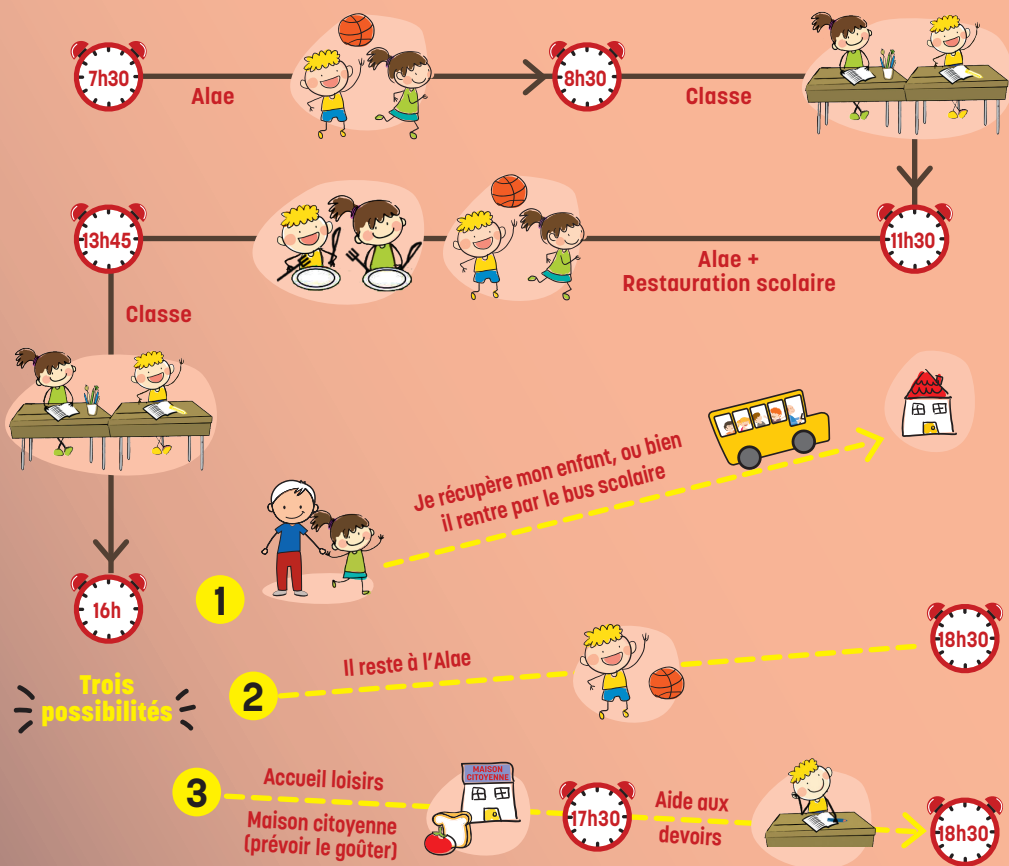 7h30
Alae
8h30
Classe
11h30
Alae +
Restauration scolaire
13h45
Classe
16h
Trois
possibilités
1
Je récupère mon enfant, ou bien
il rentre par le bus scolaire
2
Il reste à l'Alae
18h30
3
Accueil loisirs
Maison citoyenne
(prévoir le goûter)
MAISON
CITOYENNE
17h30
Aide aux
devoirs
18h30